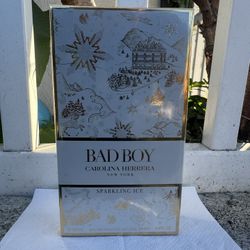 BAD BOY
CAROLINA HERRERA
NEW YORK
SPARKLING ICE